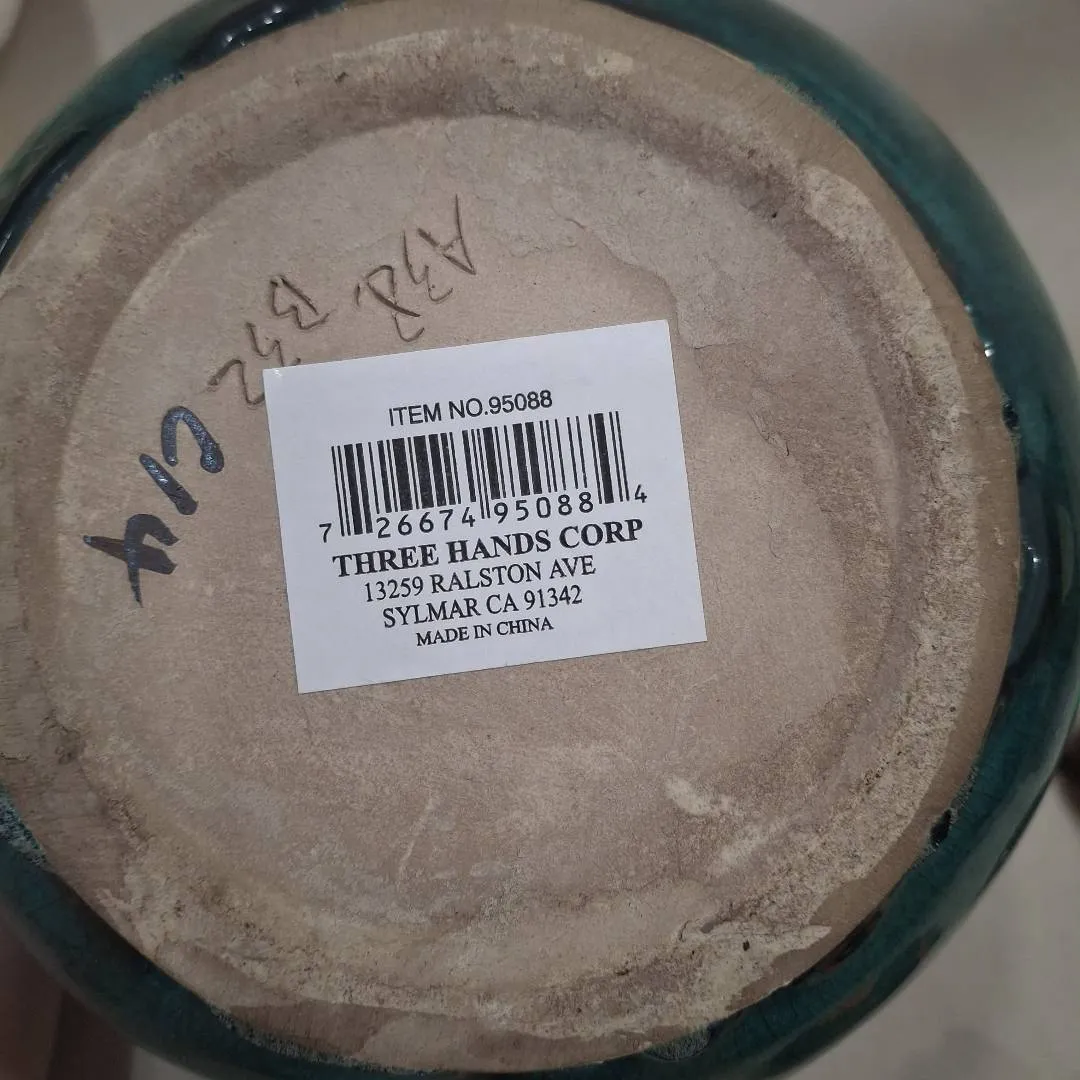 ITEM NO.95088
7 26674 95088 4
THREE HANDS CORP
13259 RALSTON AVE
SYLMAR CA 91342
MADE IN CHINA